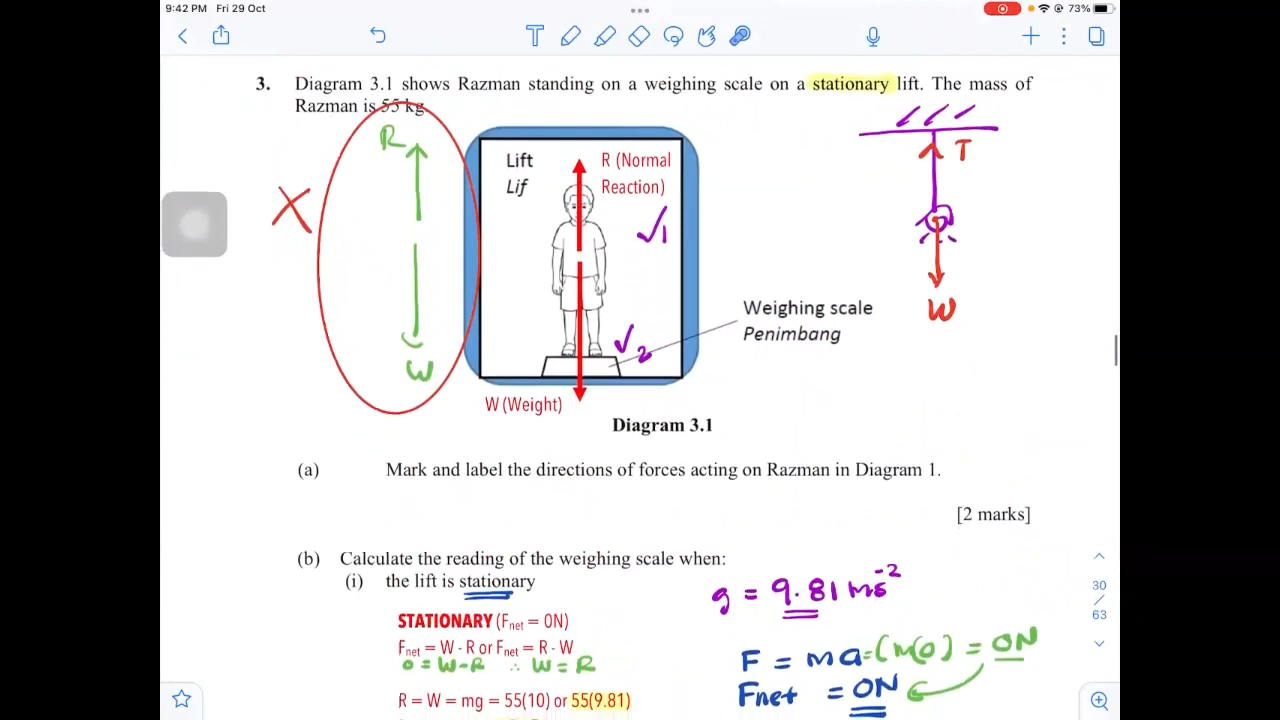 9:42 PM Fri 29 Oct
73%
3. Diagram 3.1 shows Razman standing on a weighing scale on a stationary lift. The mass of
Razman is 55 kg.
R
W
X
Lift
Lif
R (Normal
Reaction)
√1
√2
W (Weight)
Weighing scale
Penimbang
T
W
Diagram 3.1
(a) Mark and label the directions of forces acting on Razman in Diagram 1.
[2 marks]
(b) Calculate the reading of the weighing scale when:
(i) the lift is stationary
g = 9.81 ms⁻²
STATIONARY (Fnet = 0N)
Fnet = W - R or Fnet = R - W
0 = W-R ∴ W = R
R = W = mg = 55(10) or 55(9.81)
F = ma = (m(0) = 0N
Fnet = 0N
30
/
63